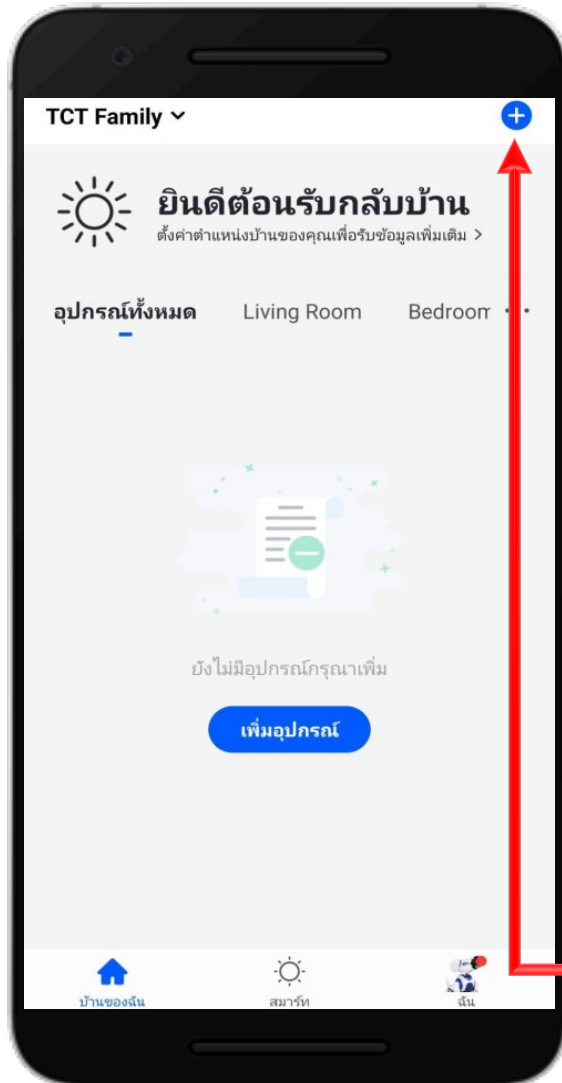 TCT Family
ยินดีต้อนรับกลับบ้าน
ตั้งค่าตำแหน่งบ้านของคุณเพื่อรับข้อมูลเพิ่มเติม >
อุปกรณ์ทั้งหมด Living Room Bedroom
ยังไม่มีอุปกรณ์กรุณาเพิ่ม
เพิ่มอุปกรณ์
บ้านของฉัน สมาร์ท ฉัน